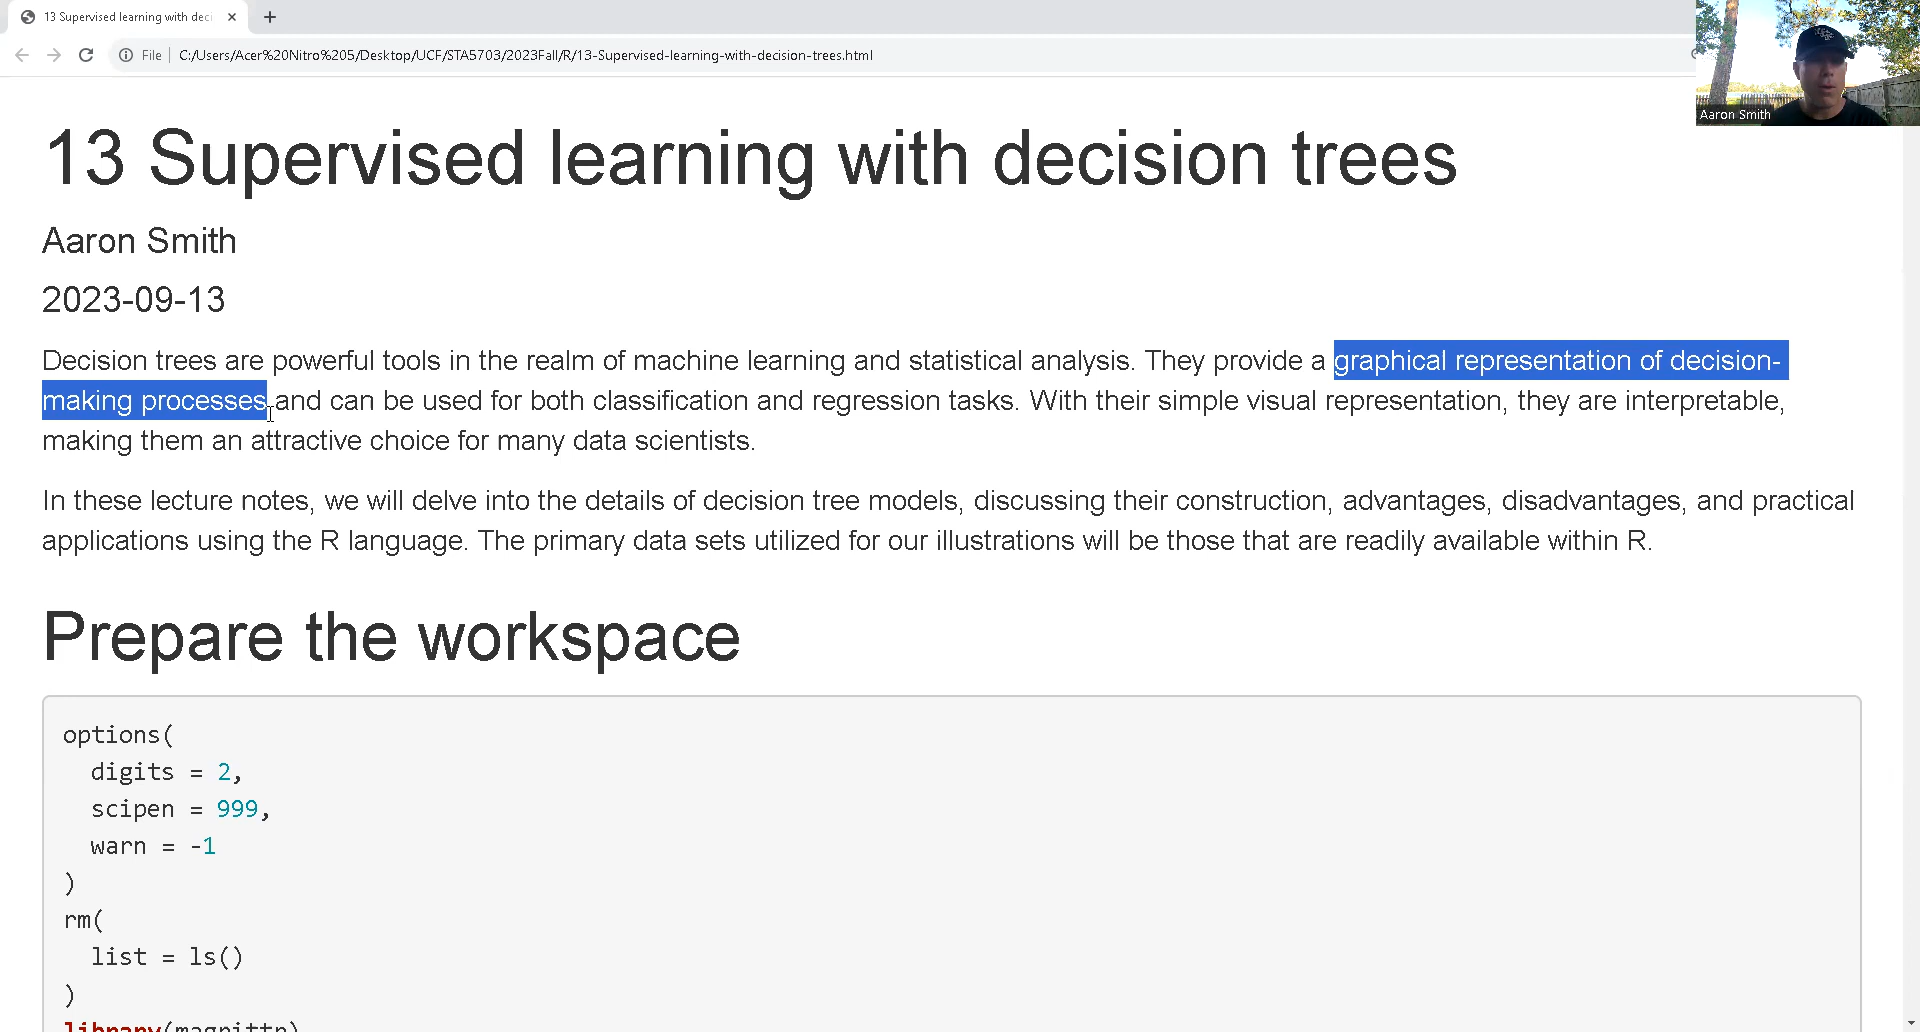 13 Supervised learning with deci
File
C:/Users/Acer%20Nitro%205/Desktop/UCF/STA5703/2023Fall/R/13-Supervised-learning-with-decision-trees.html
Aaron Smith
13 Supervised learning with decision trees
Aaron Smith
2023-09-13
Decision trees are powerful tools in the realm of machine learning and statistical analysis. They provide a graphical representation of decision-
making processes and can be used for both classification and regression tasks. With their simple visual representation, they are interpretable,
making them an attractive choice for many data scientists.
In these lecture notes, we will delve into the details of decision tree models, discussing their construction, advantages, disadvantages, and practical
applications using the R language. The primary data sets utilized for our illustrations will be those that are readily available within R.
Prepare the workspace
options(
  digits = 2,
  scipen = 999,
  warn = -1
)
rm(
  list = ls()
)
library(magrittr)